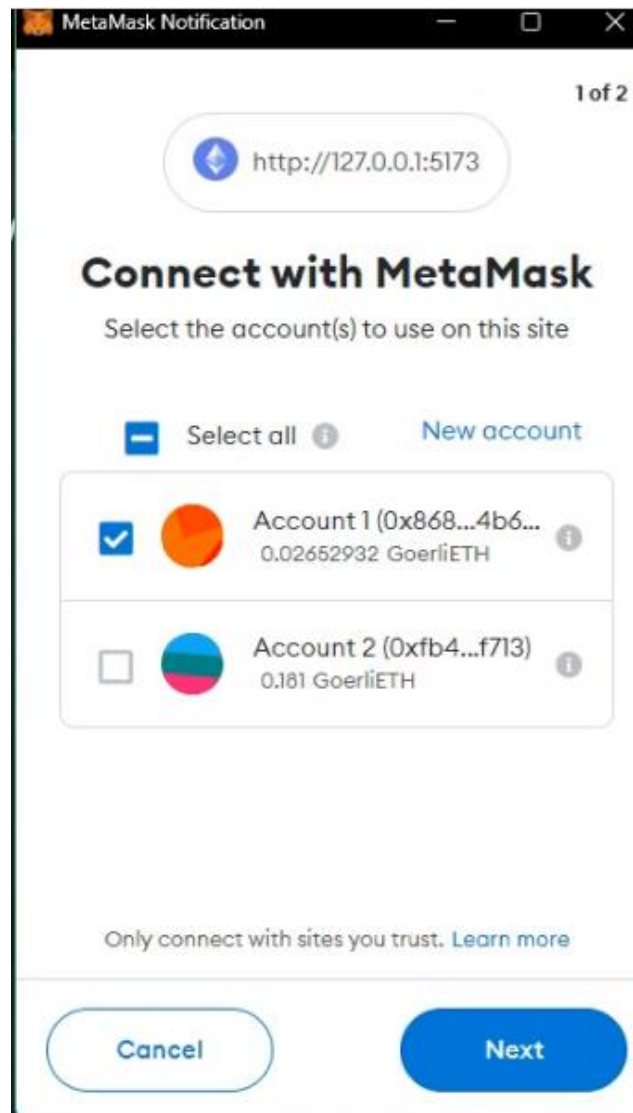 MetaMask Notification
1 of 2
http://127.0.0.1:5173
Connect with MetaMask
Select the account(s) to use on this site
Select all
New account
Account 1 (0x868...4b6...
0.02652932 GoerliETH
Account 2 (0xfb4...f713)
0.181 GoerliETH
Only connect with sites you trust. Learn more
Cancel
Next